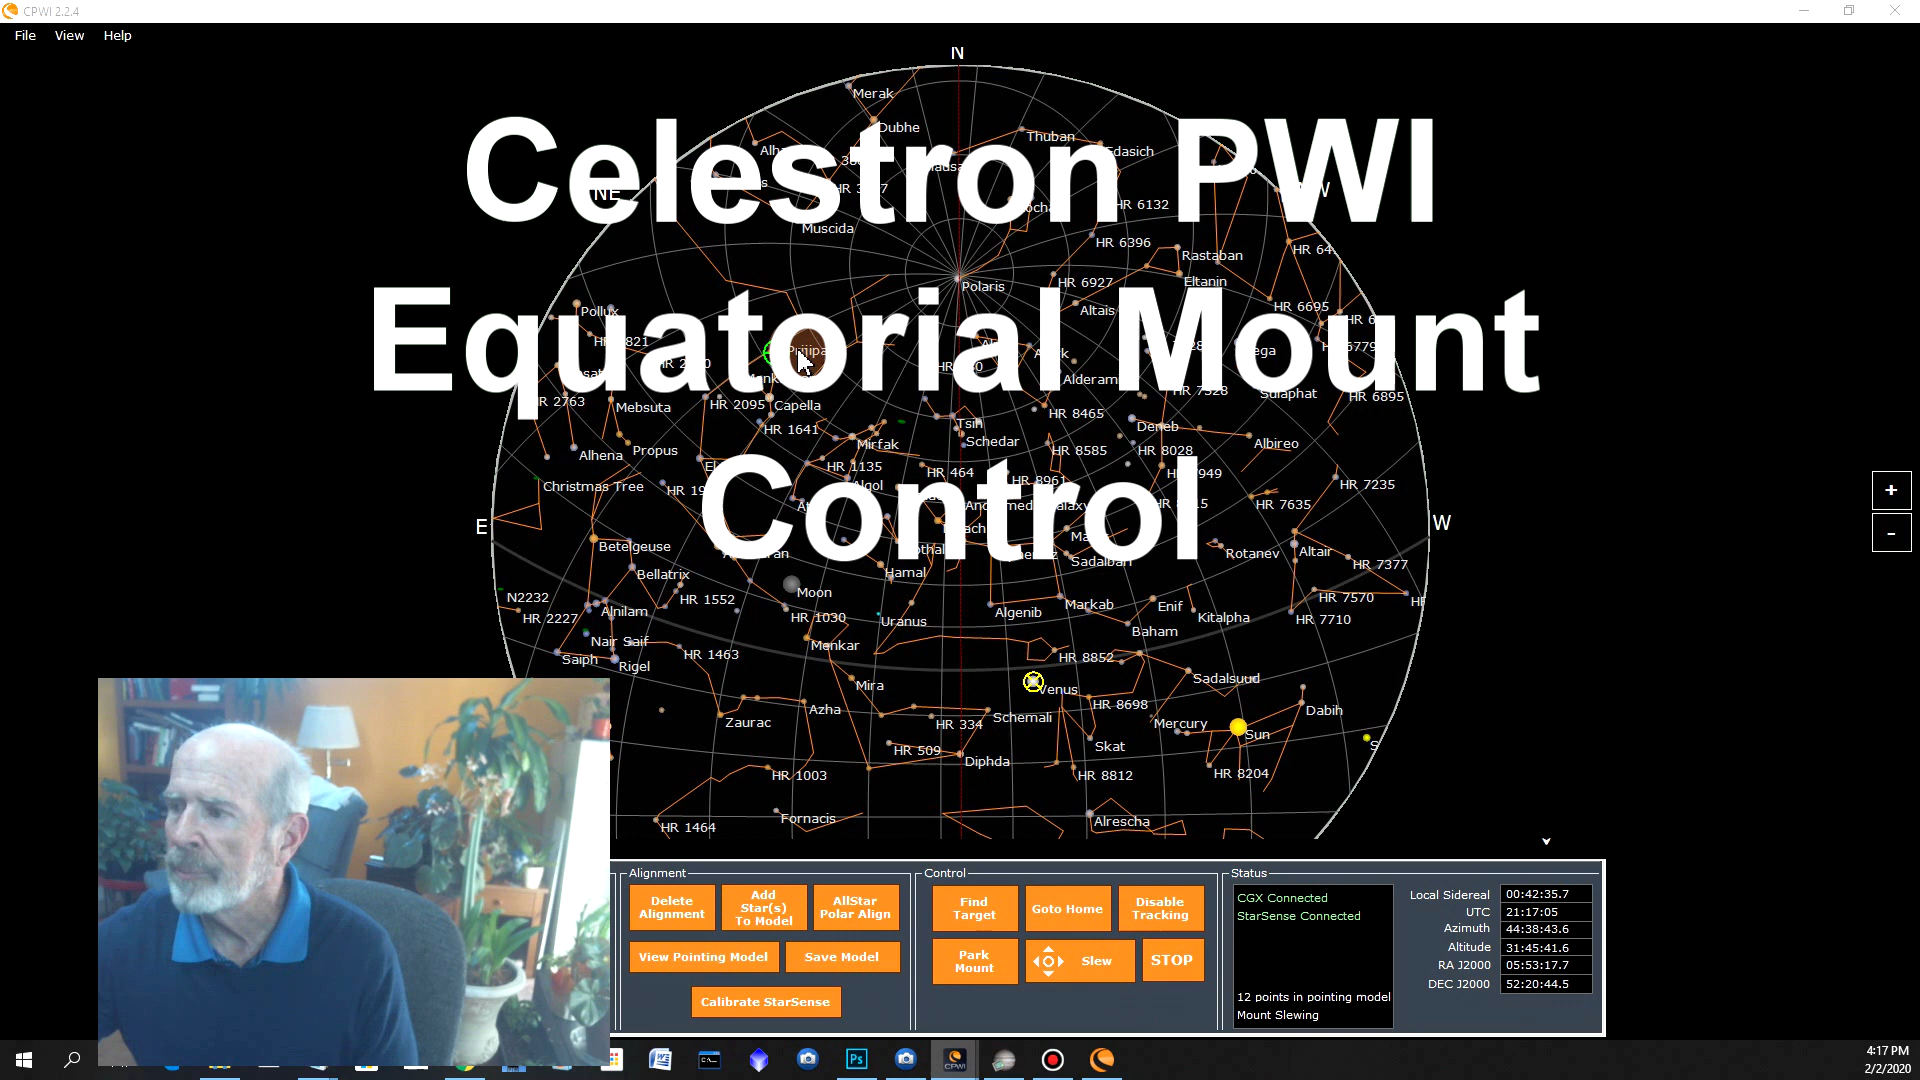 CPWI 2.2.4
File View Help
N
Merak
Dubhe
Thuban
Edasich
Celestron PWI
NE
HR 6132
Muscida
HR 6396
Rastaban
Polaris
HR 6927
Eltanin
Equatorial Mount
Pollux
Altais
HR 6695
Alderam
HR 7328
Sulaphat
HR 6895
HR 2763
Mebsuta
HR 2095
Capella
HR 8465
HR 1641
Tsih
Deneb
Mirfak
Schedar
Albireo
Alhena
Propus
HR 8585
HR 8028
HR 1135
HR 464
HR 8961
Christmas Tree
Algol
HR 7235
HR 7635
Control
E
W
Betelgeuse
Rotanev
Altair
Bellatrix
Hamal
HR 7377
Moon
HR 1552
N2232
HR 2227
Alnilam
HR 1030
Uranus
Algenib
Markab
Enif
Kitalpha
HR 7570
HR 7710
Nair Saif
Menkar
Baham
Saiph
Rigel
HR 1463
HR 8852
Mira
Venus
Sadalsuud
Zaurac
Azha
HR 334
Schemali
HR 8698
Mercury
Sun
Dabih
HR 509
Diphda
Skat
HR 1003
HR 8812
HR 8204
HR 1464
Fornacis
Alrescha
+
-
Alignment
Delete Alignment
Add Star(s) To Model
AllStar Polar Align
View Pointing Model
Save Model
Calibrate StarSense
Control
Find Target
Goto Home
Disable Tracking
Park Mount
Slew
STOP
Status
CGX Connected
StarSense Connected
12 points in pointing model
Mount Slewing
Local Sidereal 00:42:35.7
UTC 21:17:05
Azimuth 44:38:43.6
Altitude 31:45:41.6
RA J2000 05:53:17.7
DEC J2000 52:20:44.5
Ps
CPWI
4:17 PM
2/2/2020